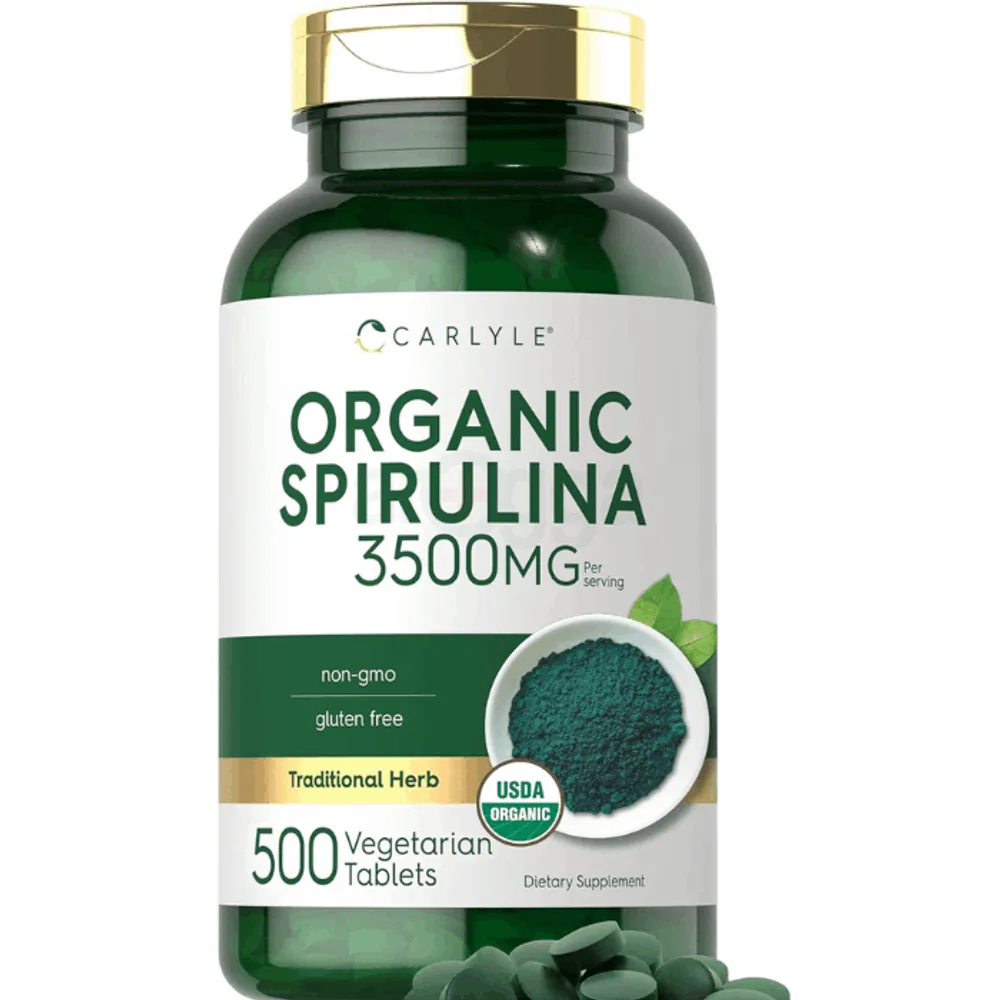 CARLYLE®
ORGANIC
SPIRULINA
3500MG Per serving
non-gmo
gluten free
Traditional Herb
USDA
ORGANIC
500 Vegetarian Tablets
Dietary Supplement